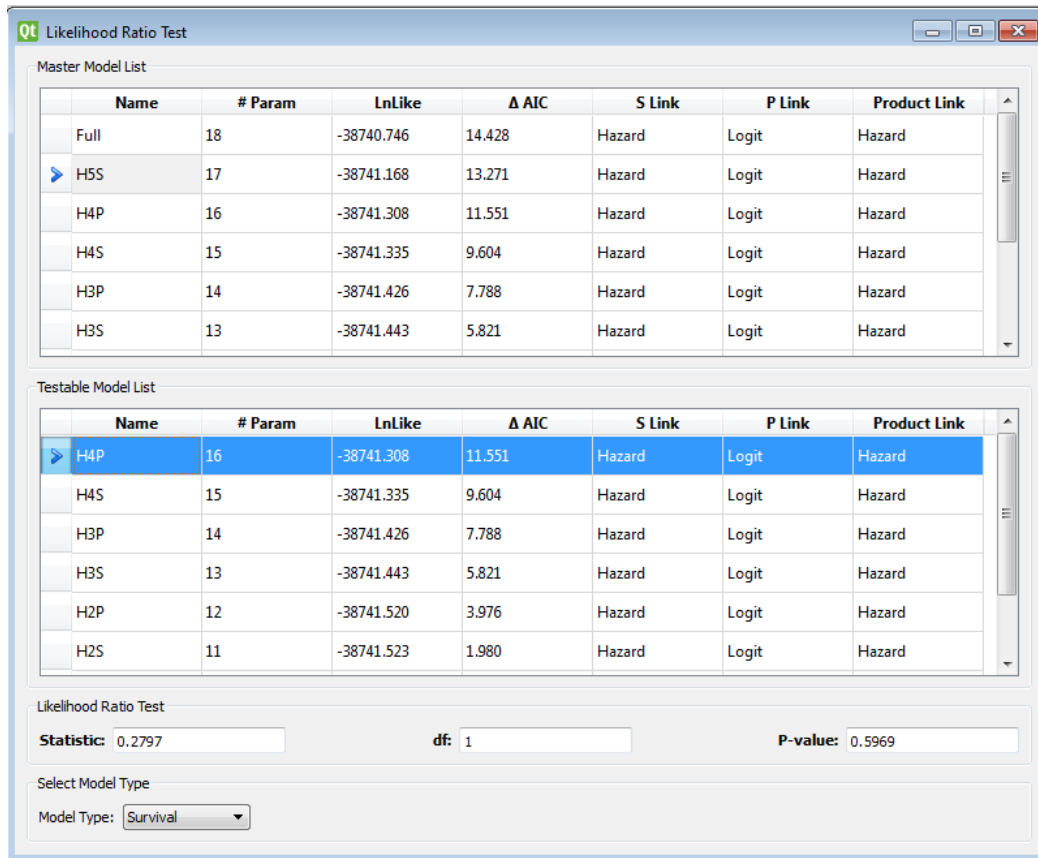 Qt Likelihood Ratio Test
Master Model List
Name # Param LnLike Δ AIC S Link P Link Product Link
Full 18 -38740.746 14.428 Hazard Logit Hazard
H5S 17 -38741.168 13.271 Hazard Logit Hazard
H4P 16 -38741.308 11.551 Hazard Logit Hazard
H4S 15 -38741.335 9.604 Hazard Logit Hazard
H3P 14 -38741.426 7.788 Hazard Logit Hazard
H3S 13 -38741.443 5.821 Hazard Logit Hazard
Testable Model List
Name # Param LnLike Δ AIC S Link P Link Product Link
H4P 16 -38741.308 11.551 Hazard Logit Hazard
H4S 15 -38741.335 9.604 Hazard Logit Hazard
H3P 14 -38741.426 7.788 Hazard Logit Hazard
H3S 13 -38741.443 5.821 Hazard Logit Hazard
H2P 12 -38741.520 3.976 Hazard Logit Hazard
H2S 11 -38741.523 1.980 Hazard Logit Hazard
Likelihood Ratio Test
Statistic: 0.2797 df: 1 P-value: 0.5969
Select Model Type
Model Type: Survival